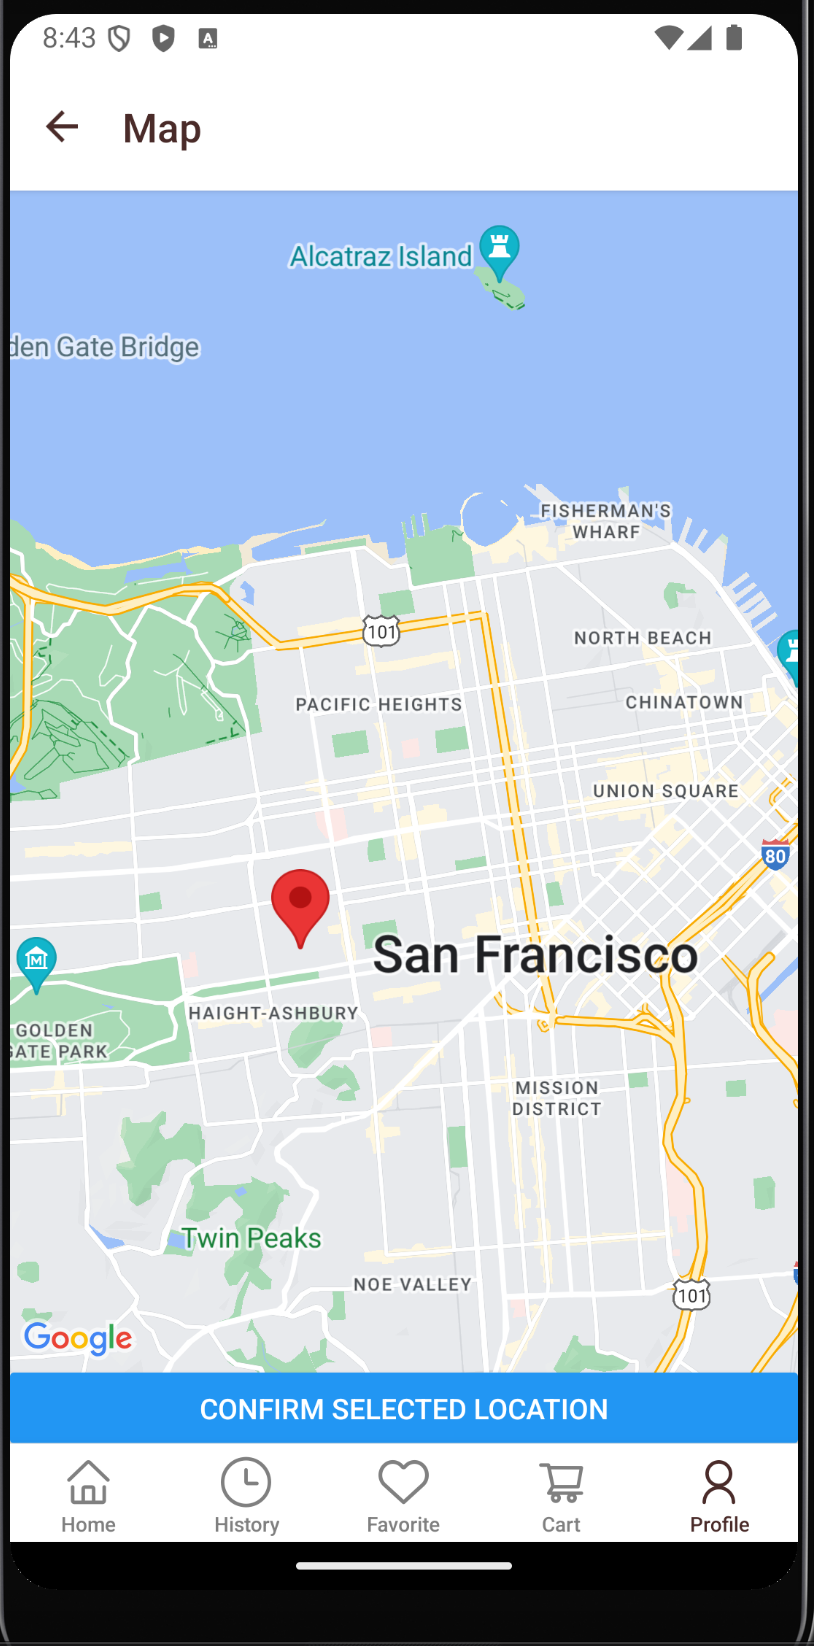 8:43
A
Map
Alcatraz Island
den Gate Bridge
FISHERMAN'S
WHARF
101
NORTH BEACH
PACIFIC HEIGHTS
CHINATOWN
UNION SQUARE
80
San Francisco
M
HAIGHT-ASHBURY
GOLDEN
GATE PARK
MISSION
DISTRICT
Twin Peaks
NOE VALLEY
101
Google
CONFIRM SELECTED LOCATION
Home
History
Favorite
Cart
Profile